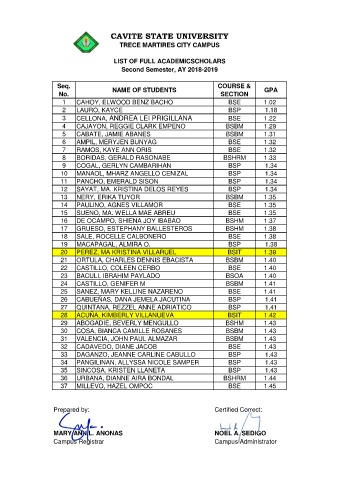 CAVITE STATE UNIVERSITY
TRECE MARTIRES CITY CAMPUS
LIST OF FULL ACADEMICSCHOLARS
Second Semester, AY 2018-2019
Seq. No. NAME OF STUDENTS COURSE & SECTION GPA
1 CAHOY, ELWOOD BENZ BACHO BSE 1.02
2 LAURO, KAYCE BSP 1.18
3 CELLONA, ANDREA LEI PRIGILLANA BSE 1.22
4 CAJAYON, REGGIE CLARK EMPENO BSBM 1.29
5 CABATE, JAMIE ABANES BSBM 1.31
6 AMPIL, MERYJEN BUNYAG BSE 1.32
7 RAMOS, KAYE ANN ORIS BSE 1.32
8 BORIDAS, GERALD RASONABE BSHRM 1.33
9 COGAL, GERLYN CAMBARIHAN BSP 1.34
10 MANAOL, MHARZ ANGELLO CENIZAL BSP 1.34
11 PANCHO, EMERALD SISON BSP 1.34
12 SAYAT, MA. KRISTINA DELOS REYES BSP 1.34
13 NERY, ERIKA TUYOR BSBM 1.35
14 PAULINO, AGNES VILLAMOR BSE 1.35
15 SUENO, MA. WELLA MAE ABREU BSE 1.35
16 DE OCAMPO, SHIENA JOY IBABAO BSHM 1.37
17 GRUESO, ESTEPHANY BALLESTEROS BSHM 1.38
18 SALE, ROCELLE CALBONERO BSE 1.38
19 MACAPAGAL, ALMIRA O. BSP 1.38
20 PEREZ, MA KRISTINA VILLARUEL BSIT 1.39
21 ORTULA, CHARLES DENNIS EBACISTA BSBM 1.40
22 CASTILLO, COLEEN CERBO BSE 1.40
23 BACULI, IBRAHIM PAYLADO BSOA 1.40
24 CASTILLO, GENIFER M BSBM 1.41
25 SANEZ, MARY KELLINE NAZARENO BSE 1.41
26 CABUEÑAS, DANA JEMELA JACUTINA BSP 1.41
27 QUINTANA, REZZEL ANNE ADRIATICO BSP 1.41
28 ACUÑA, KIMBERLY VILLANUEVA BSIT 1.42
29 ABOGADIE, BEVERLY MENGULLO BSHM 1.43
30 COSA, BIANCA CAMILLE ROSANES BSBM 1.43
31 VALENCIA, JOHN PAUL ALMAZAR BSBM 1.43
32 CADAVEDO, DIANE JACOB BSE 1.43
33 DAGANZO, JEANNE CARLINE CABULLO BSP 1.43
34 PANGILINAN, ALLYSSA NICOLE SAMPER BSP 1.43
35 SINCOSA, KRISTEN LLANETA BSP 1.43
36 URBANA, DIANNE AIRA BONDAL BSHRM 1.44
37 MILLEVO, HAZEL OMPOC BSE 1.45
Prepared by: Certified Correct:
MARY ANN L. ANONAS NOEL A. SEDIGO
Campus Registrar Campus Administrator